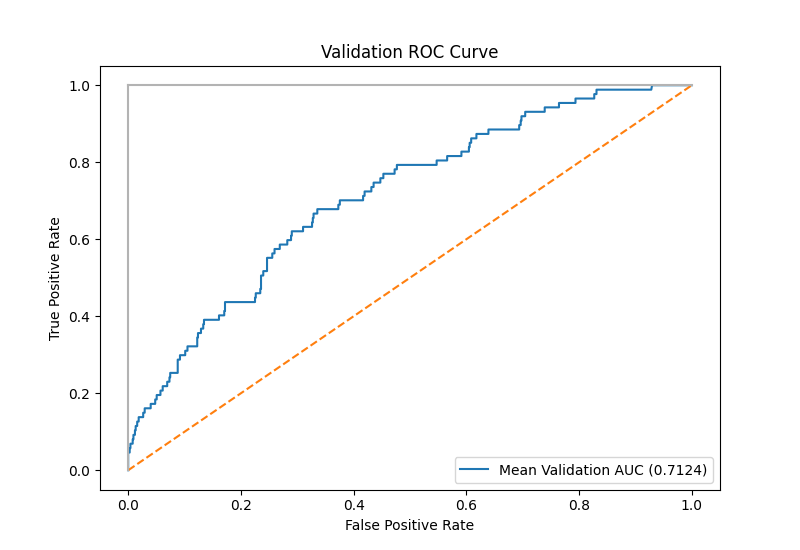 Validation ROC Curve
True Positive Rate
1.0
0.8
0.6
0.4
0.2
0.0
Mean Validation AUC (0.7124)
0.0 0.2 0.4 0.6 0.8 1.0
False Positive Rate